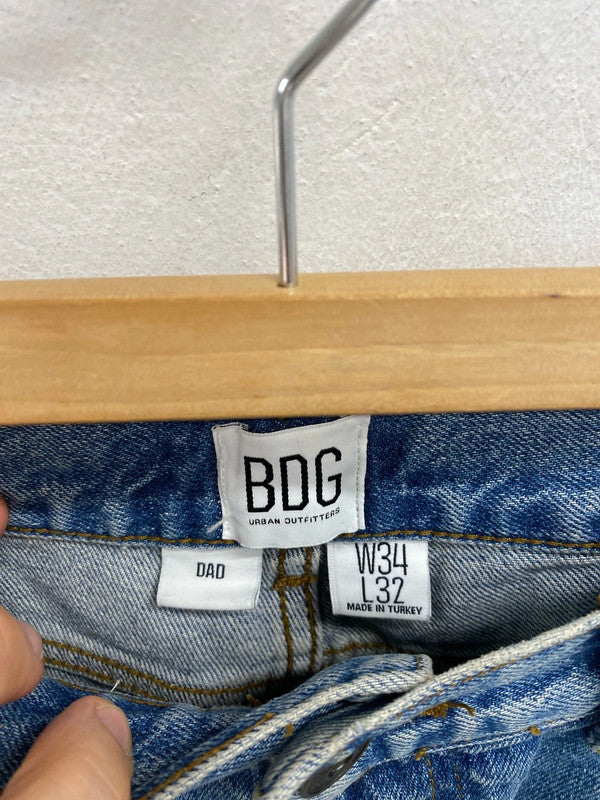 BDG
URBAN OUTFITTERS
DAD
W34
L32
MADE IN TURKEY